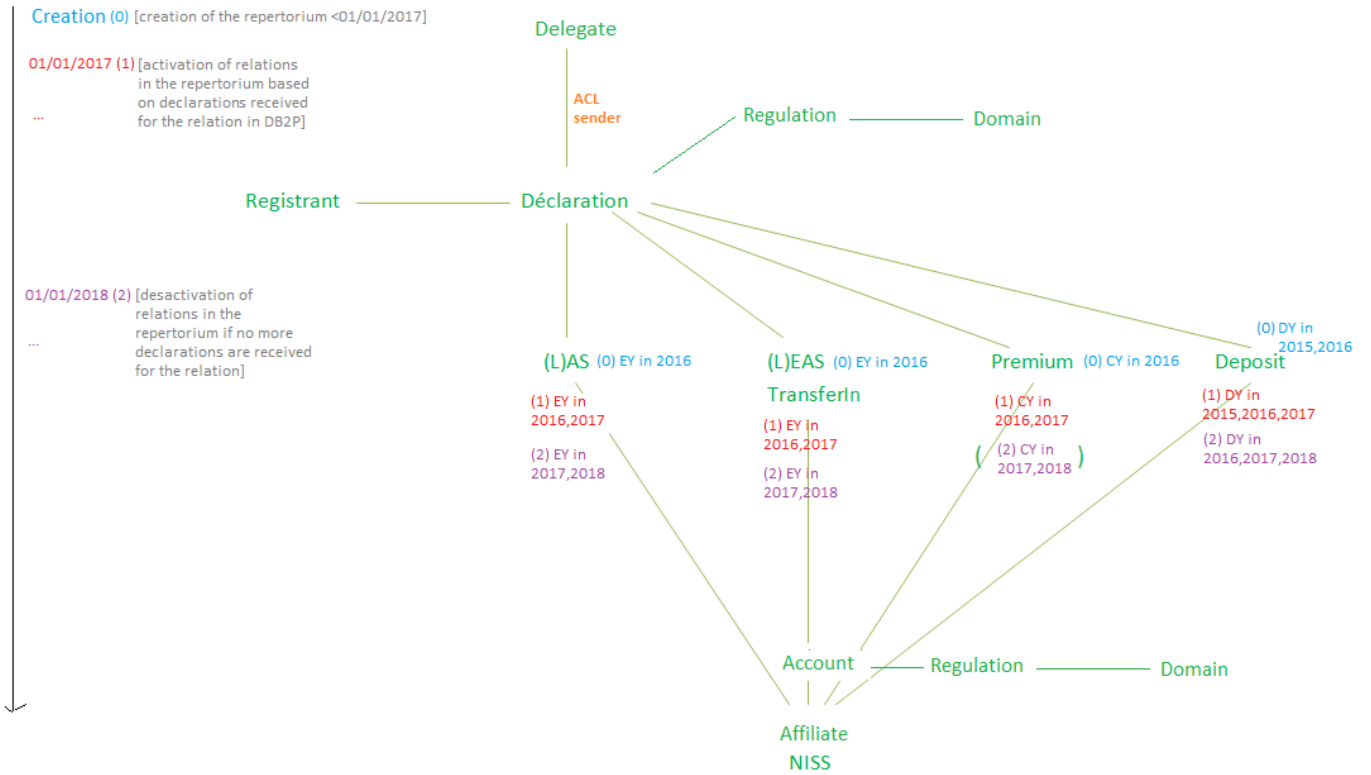 Creation (0) [creation of the repertorium <01/01/2017]
01/01/2017 (1) [activation of relations
in the repertorium based
on declarations received
for the relation in DB2P]
...
01/01/2018 (2) [desactivation of
relations in the
repertorium if no more
declarations are received
for the relation]
...
Delegate
ACL
sender
Regulation
Domain
Registrant
Déclaration
(L)AS (0) EY in 2016
(1) EY in
2016,2017
(2) EY in
2017,2018
(L)EAS (0) EY in 2016
TransferIn
(1) EY in
2016,2017
(2) EY in
2017,2018
Premium (0) CY in 2016
(1) CY in
2016,2017
( (2) CY in )
2017,2018
(0) DY in
2015,2016
Deposit
(1) DY in
2015,2016,2017
(2) DY in
2016,2017,2018
Account
Regulation
Domain
Affiliate
NISS